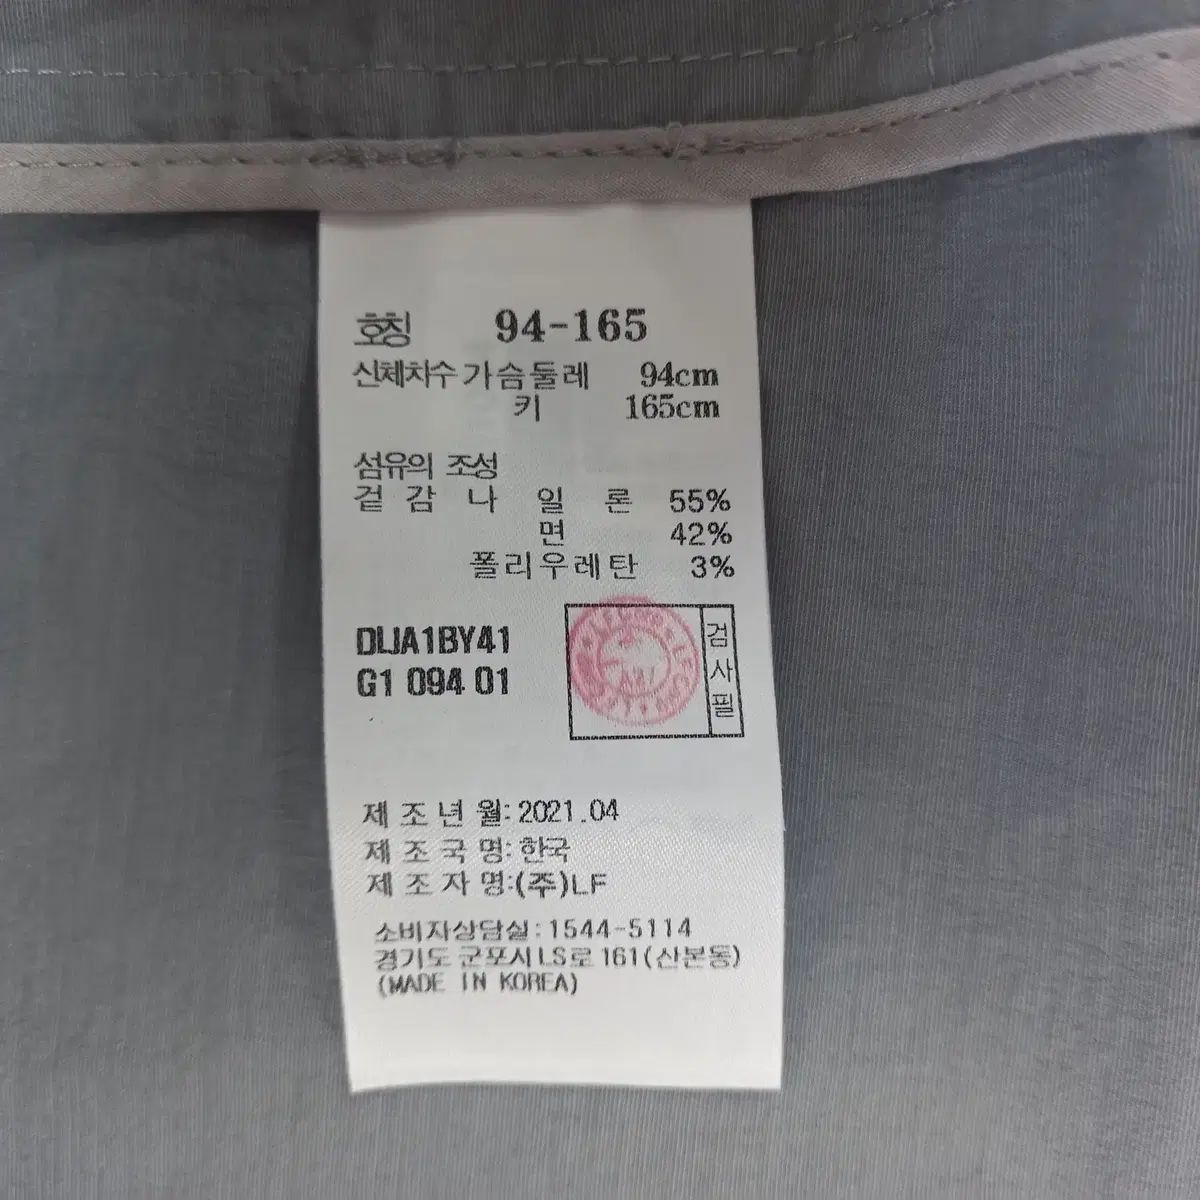 호칭 94-165
신체치수 가슴둘레 94cm
키 165cm
섬유의 조성
겉감 나일론 55%
면 42%
폴리우레탄 3%
DLJA1BY41
G1 094 01
검사필
제조년월: 2021.04
제조국명: 한국
제조자명:(주)LF
소비자상담실: 1544-5114
경기도 군포시 LS로 161(산본동)
(MADE IN KOREA)